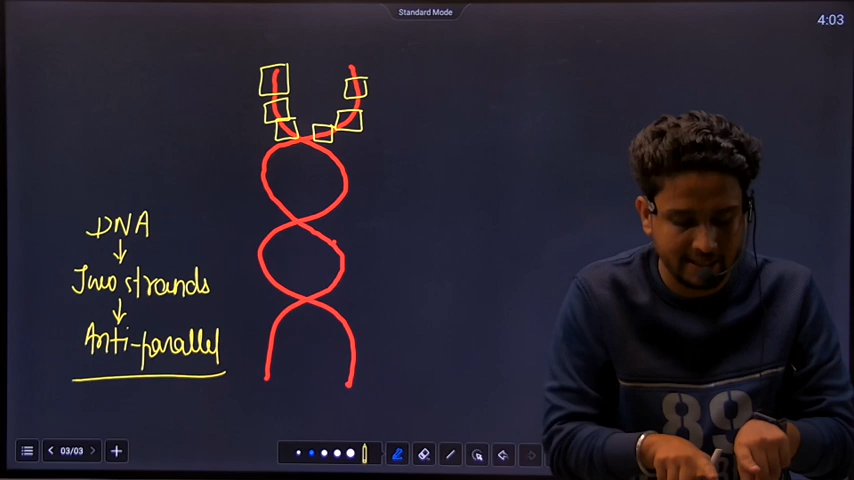 Standard Mode
4:03
DNA
↓
Two strands
↓
Anti-parallel
89
03/03